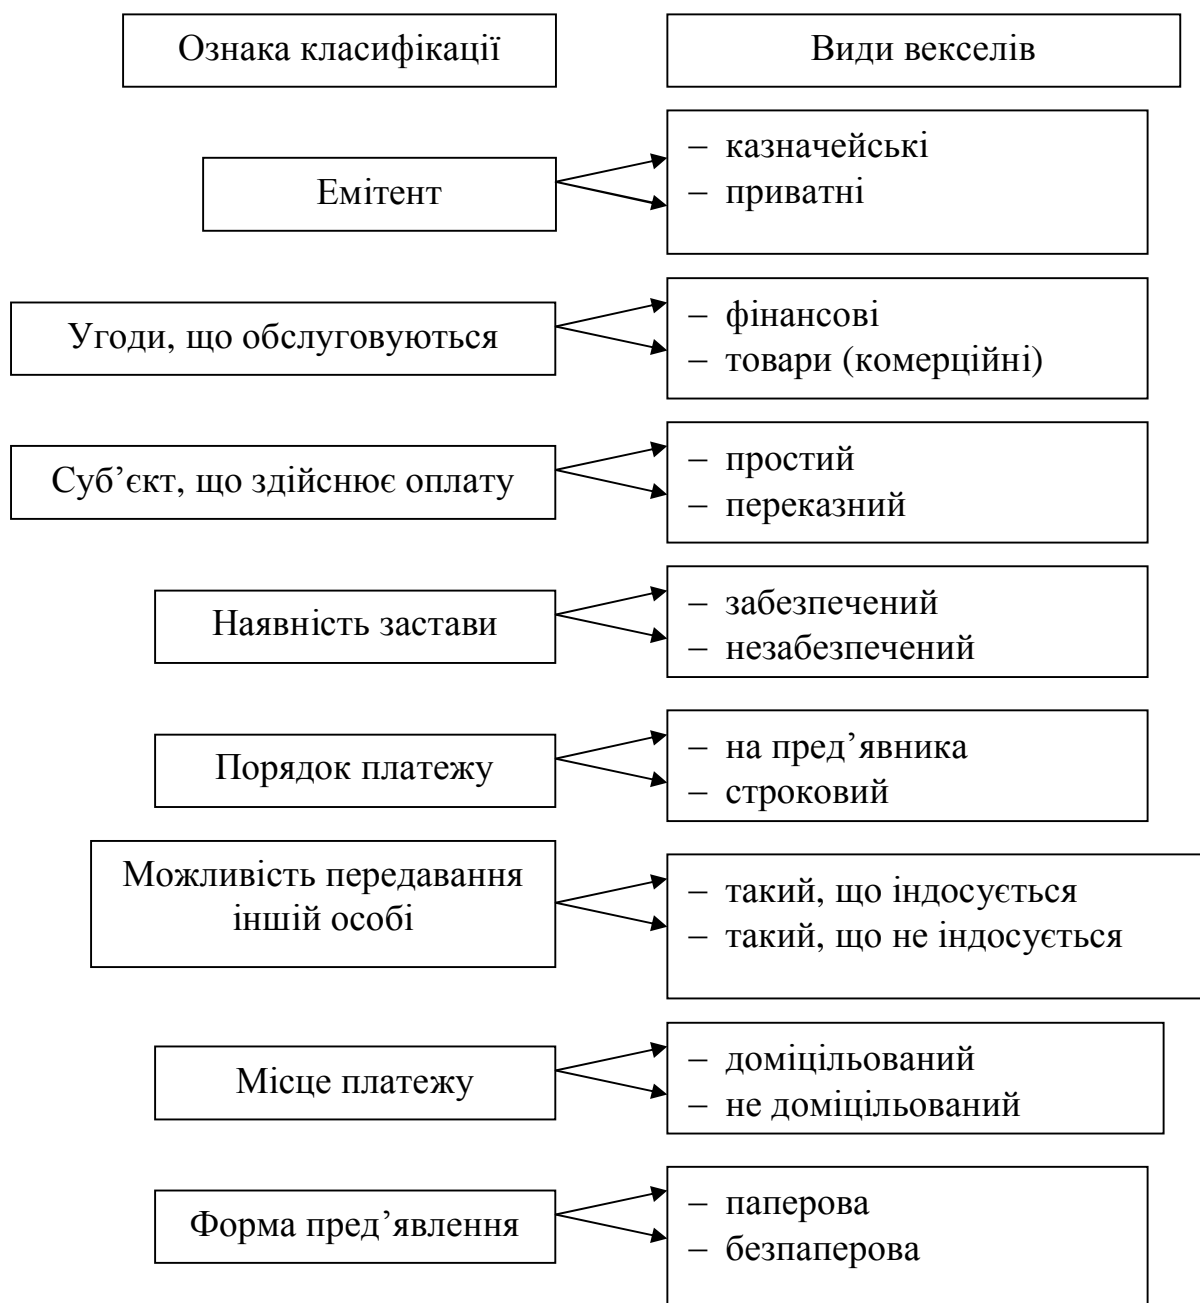 Ознака класифікації
Види векселів
Емітент
– казначейські
– приватні
Угоди, що обслуговуються
– фінансові
– товари (комерційні)
Суб’єкт, що здійснює оплату
– простий
– переказний
Наявність застави
– забезпечений
– незабезпечений
Порядок платежу
– на пред’явника
– строковий
Можливість передавання
іншій особі
– такий, що індосується
– такий, що не індосується
Місце платежу
– доміцільований
– не доміцільований
Форма пред’явлення
– паперова
– безпаперова